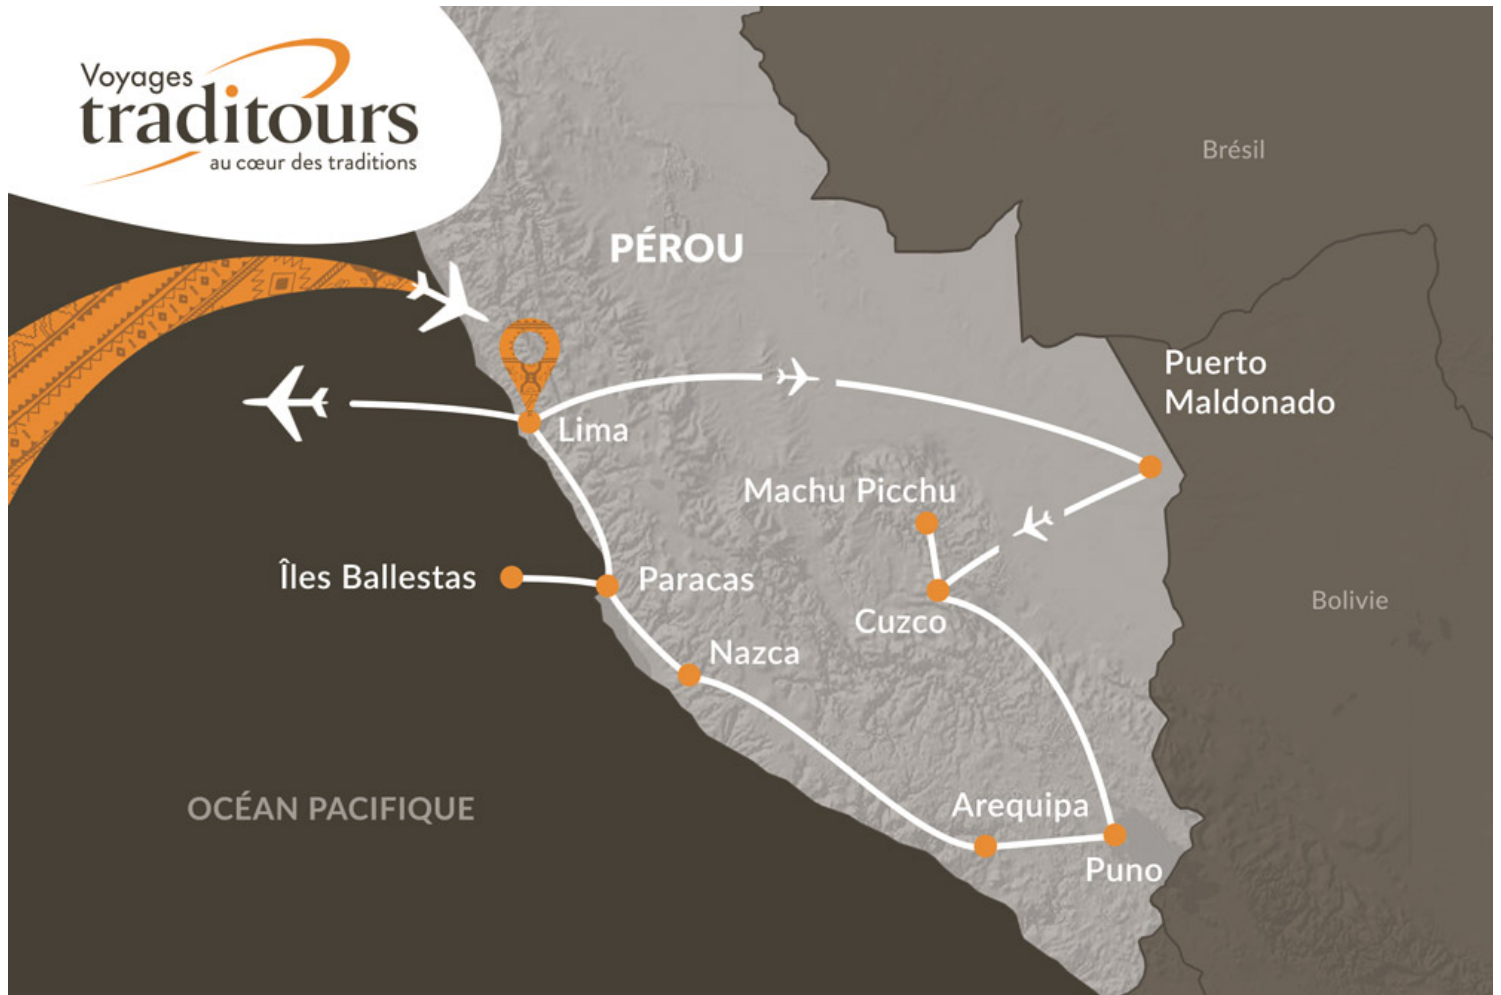 Voyages
traditours
au cœur des traditions
Brésil
PÉROU
Puerto
Maldonado
Lima
Machu Picchu
Îles Ballestas
Paracas
Cuzco
Bolivie
Nazca
OCÉAN PACIFIQUE
Arequipa
Puno